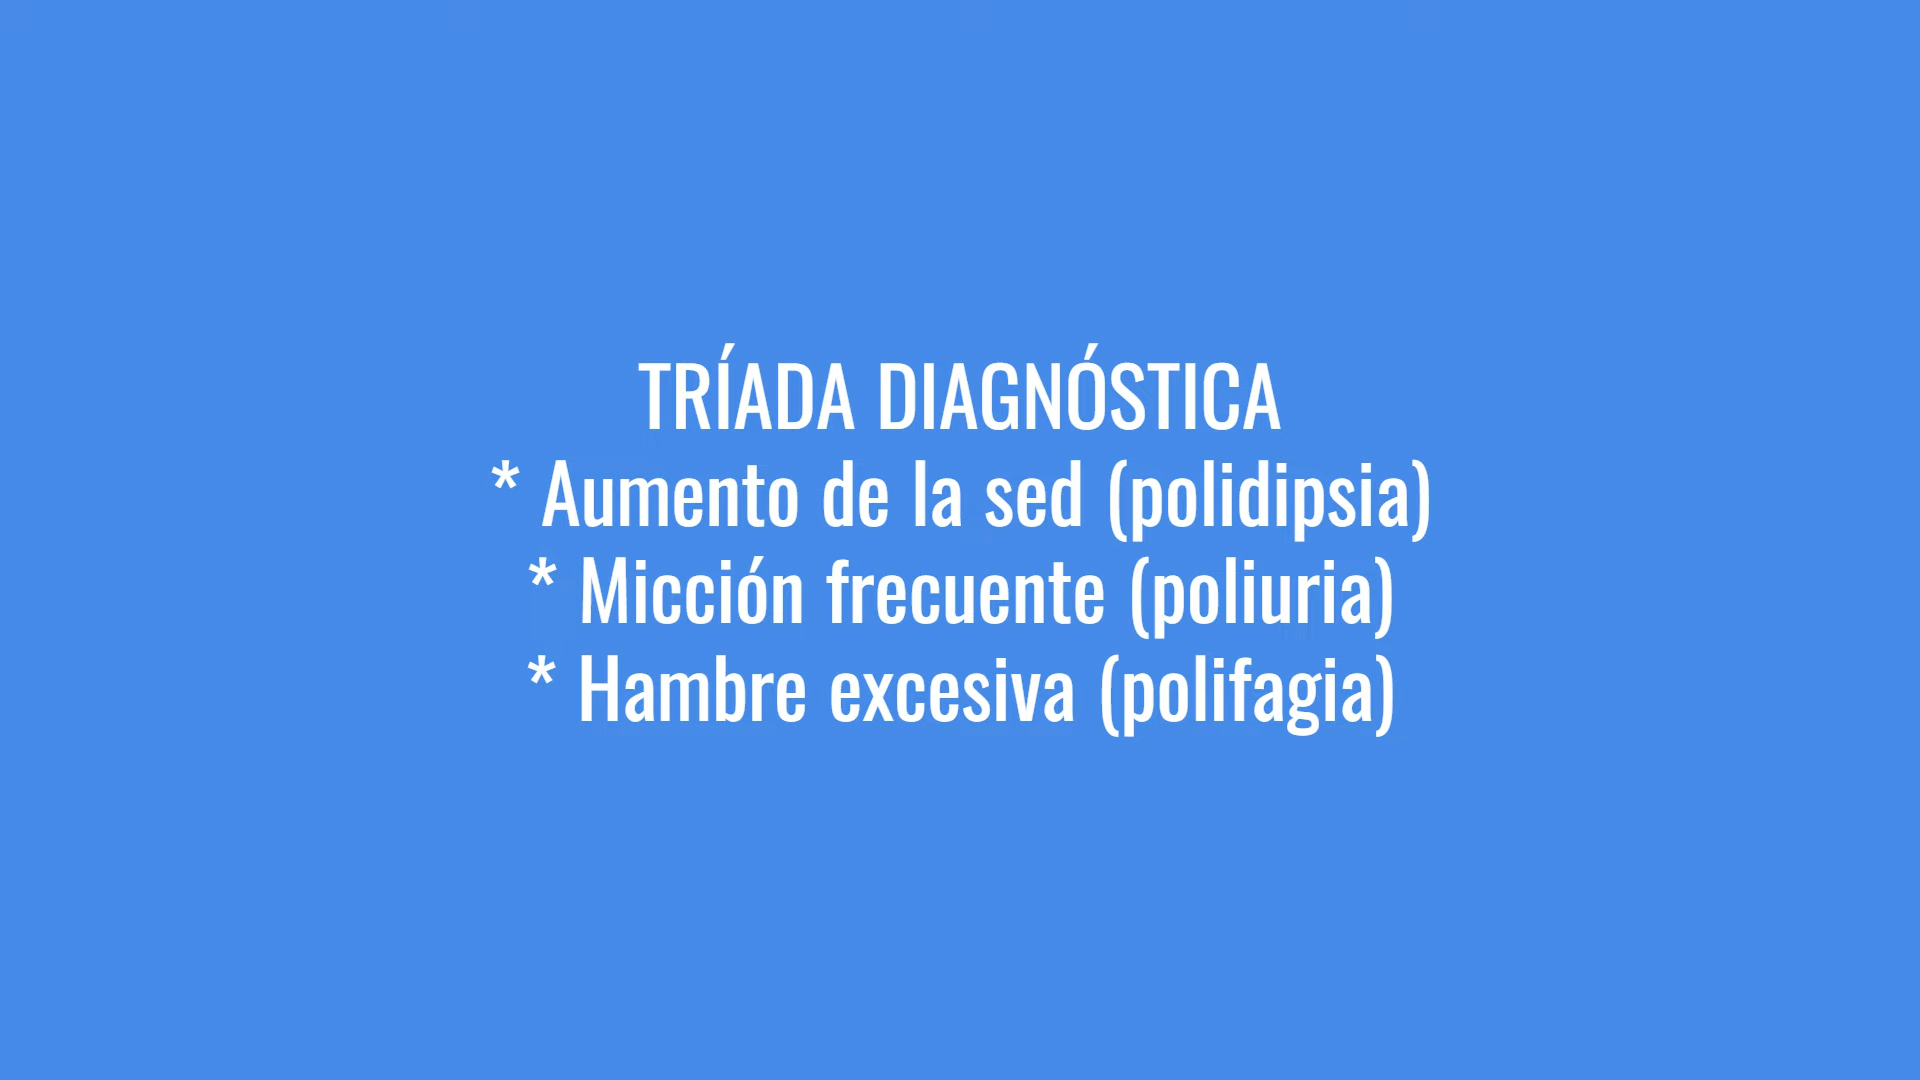 TRÍADA DIAGNÓSTICA
* Aumento de la sed (polidipsia)
* Micción frecuente (poliuria)
* Hambre excesiva (polifagia)